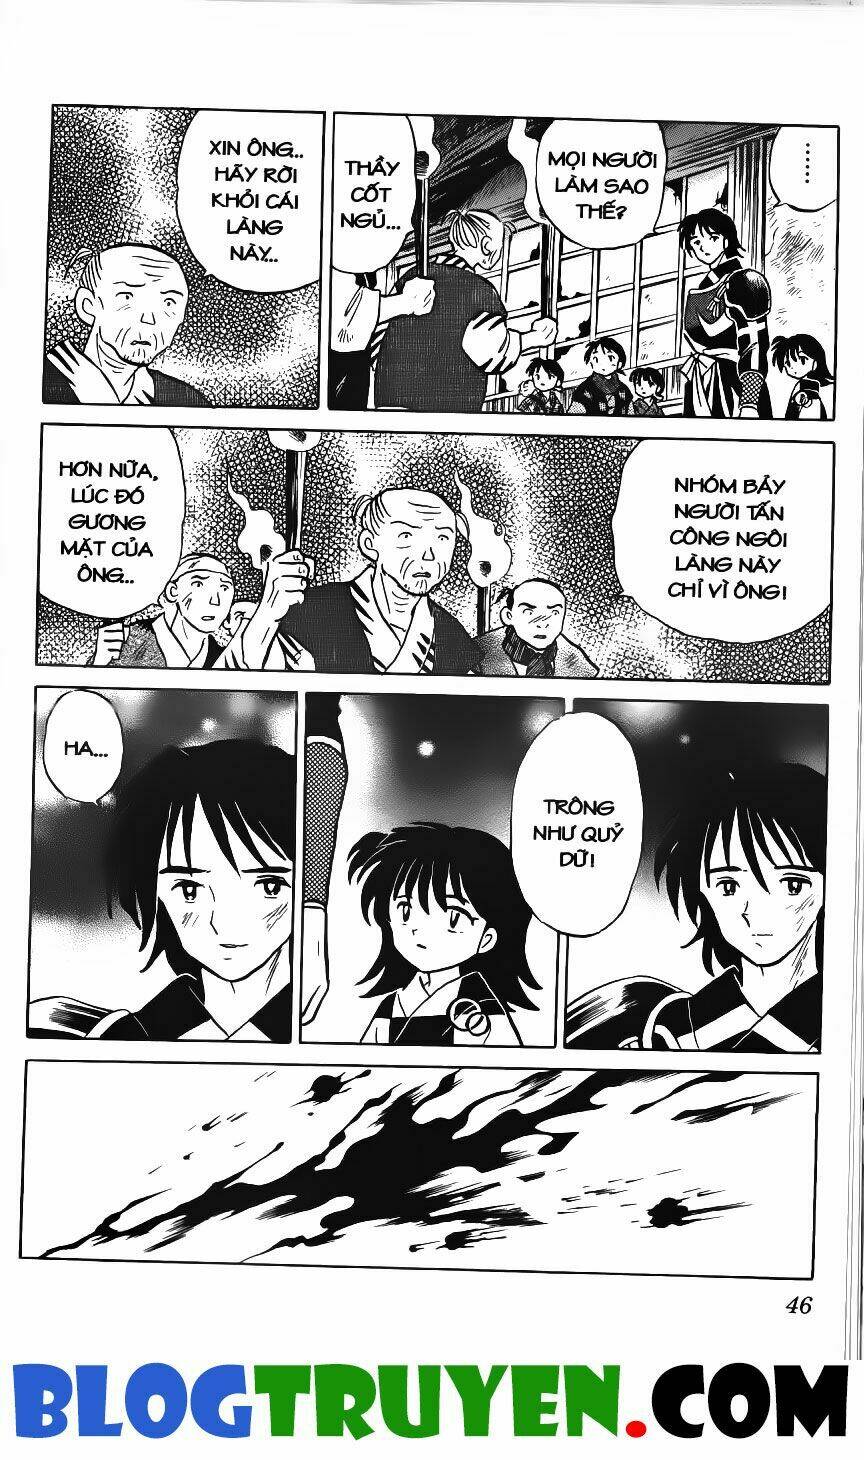 ......
MỌI NGƯỜI
LÀM SAO
THẾ?
THẦY
CỐT
NGỦ...
XIN ÔNG..
HÃY RỜI
KHỎI CÁI
LÀNG
NÀY...
NHÓM BẢY
NGƯỜI TẤN
CÔNG NGÔI
LÀNG NÀY
CHỈ VÌ ÔNG!
HƠN NỮA,
LÚC ĐÓ
GƯƠNG
MẶT CỦA
ÔNG...
TRÔNG
NHƯ QUỶ
DỮ!
HA...
46
BLOGTRUYEN.COM